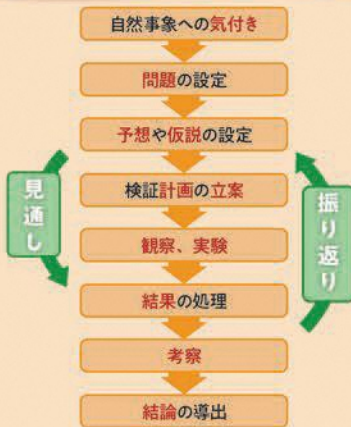 自然事象への気付き
問題の設定
予想や仮説の設定
見通し
検証計画の立案
振り返り
観察、実験
結果の処理
考察
結論の導出